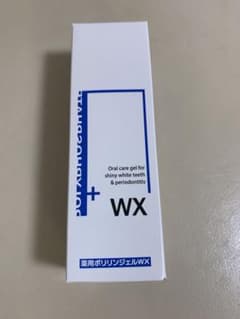 POLYPHOSPHATE
+
Oral care gel for
shiny white teeth
& periodontitis
WX
薬用ポリリンジェルWX